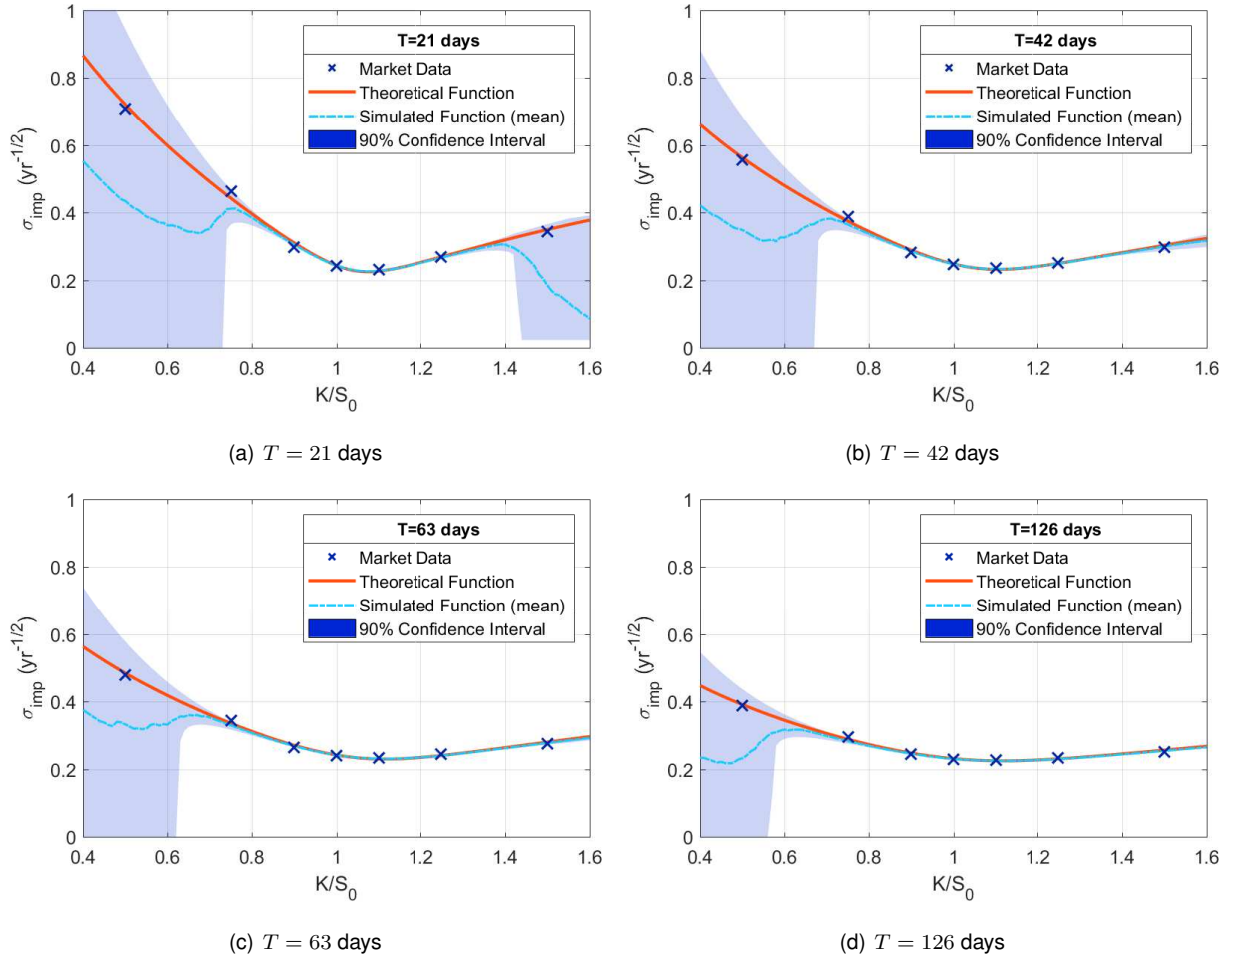 1
0.8
0.6
0.4
0.2
0
σimp (yr-1/2)
0.4 0.6 0.8 1 1.2 1.4 1.6
K/S0
T=21 days
Market Data
Theoretical Function
Simulated Function (mean)
90% Confidence Interval
(a) T = 21 days
1
0.8
0.6
0.4
0.2
0
σimp (yr-1/2)
0.4 0.6 0.8 1 1.2 1.4 1.6
K/S0
T=42 days
Market Data
Theoretical Function
Simulated Function (mean)
90% Confidence Interval
(b) T = 42 days
1
0.8
0.6
0.4
0.2
0
σimp (yr-1/2)
0.4 0.6 0.8 1 1.2 1.4 1.6
K/S0
T=63 days
Market Data
Theoretical Function
Simulated Function (mean)
90% Confidence Interval
(c) T = 63 days
1
0.8
0.6
0.4
0.2
0
σimp (yr-1/2)
0.4 0.6 0.8 1 1.2 1.4 1.6
K/S0
T=126 days
Market Data
Theoretical Function
Simulated Function (mean)
90% Confidence Interval
(d) T = 126 days